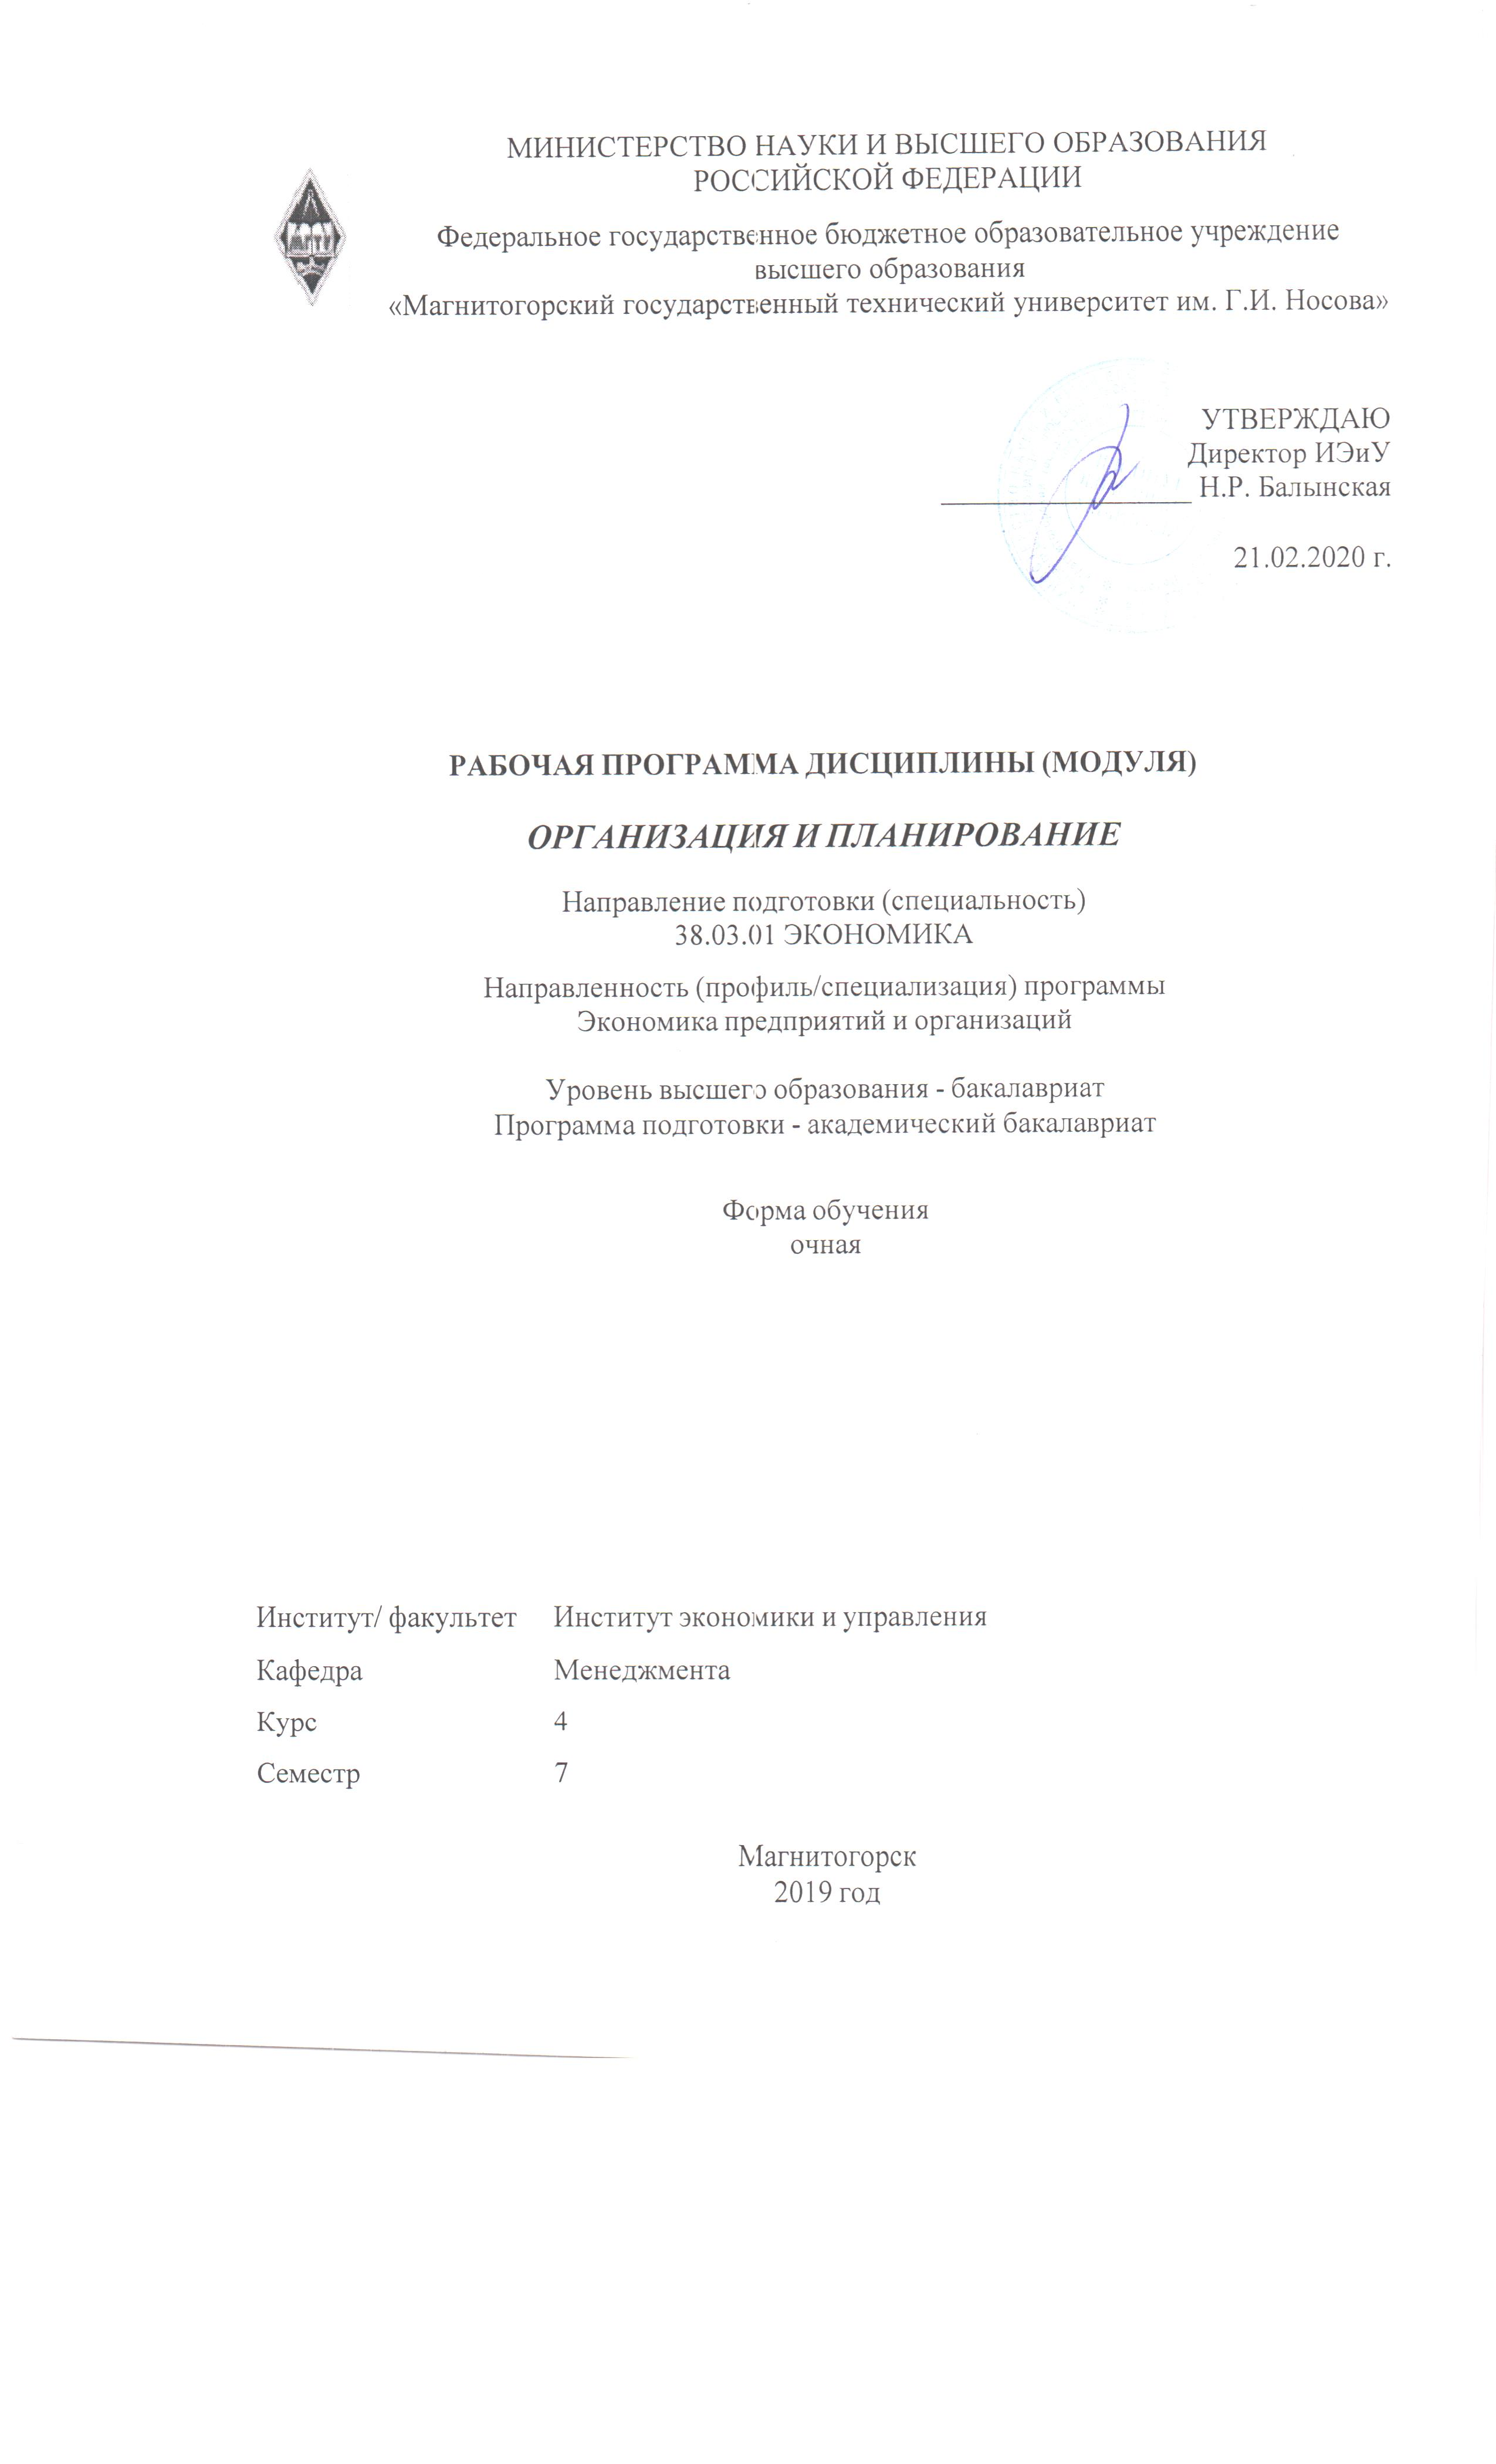 МИНИСТЕРСТВО НАУКИ И ВЫСШЕГО ОБРАЗОВАНИЯ
РОССИЙСКОЙ ФЕДЕРАЦИИ
МГТУ
Федеральное государственное бюджетное образовательное учреждение
высшего образования
«Магнитогорский государственный технический университет им. Г.И. Носова»
УТВЕРЖДАЮ
Директор ИЭиУ
Н.Р. Балынская
21.02.2020 г.
РАБОЧАЯ ПРОГРАММА ДИСЦИПЛИНЫ (МОДУЛЯ)
ОРГАНИЗАЦИЯ И ПЛАНИРОВАНИЕ
Направление подготовки (специальность)
38.03.01 ЭКОНОМИКА
Направленность (профиль/специализация) программы
Экономика предприятий и организаций
Уровень высшего образования - бакалавриат
Программа подготовки - академический бакалавриат
Форма обучения
очная
Институт/ факультет Институт экономики и управления
Кафедра Менеджмента
Курс 4
Семестр 7
Магнитогорск
2019 год